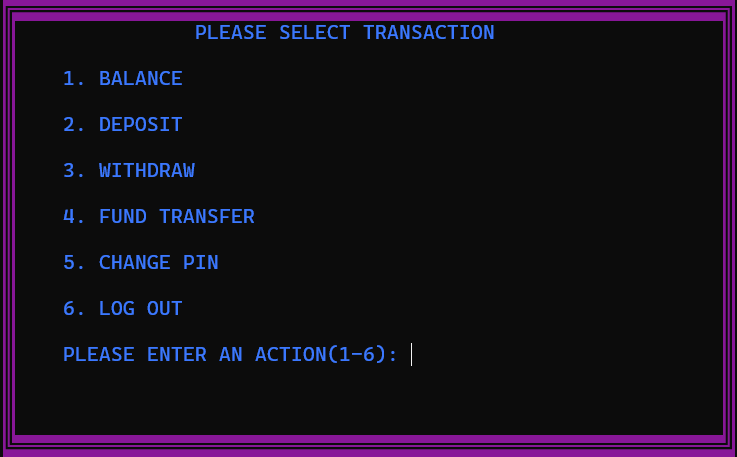 PLEASE SELECT TRANSACTION
1. BALANCE
2. DEPOSIT
3. WITHDRAW
4. FUND TRANSFER
5. CHANGE PIN
6. LOG OUT
PLEASE ENTER AN ACTION(1-6):